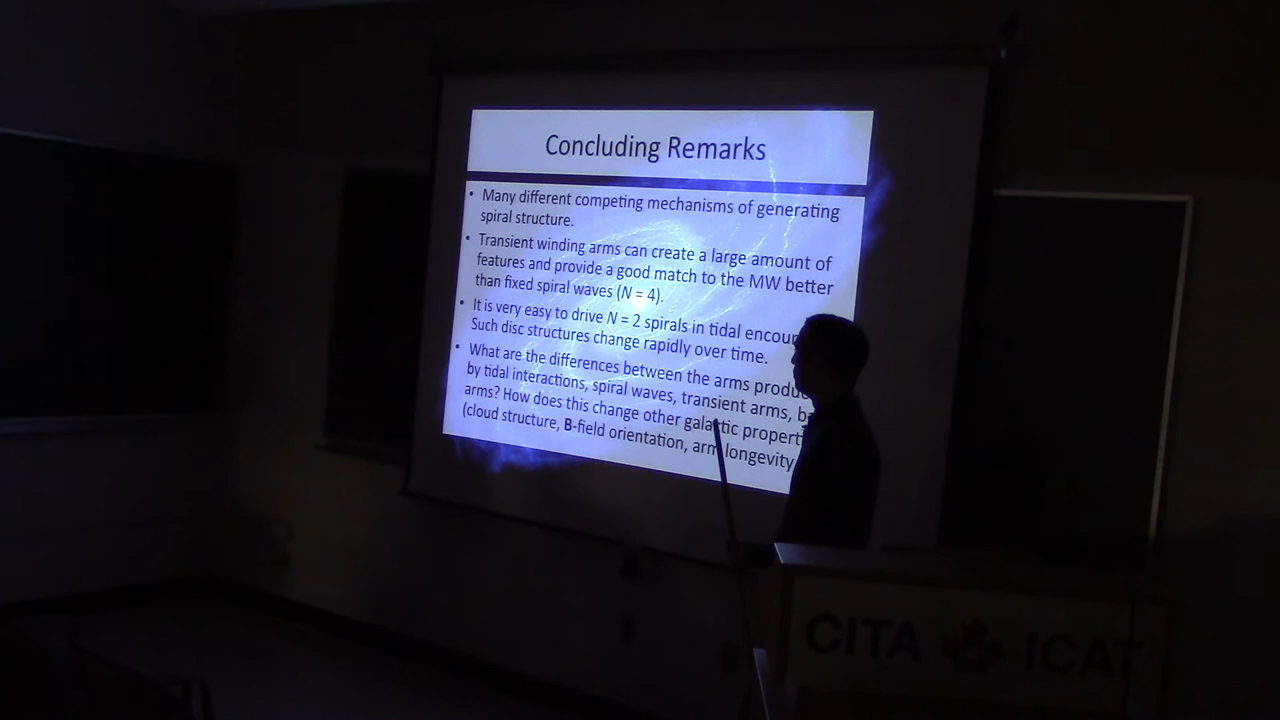 Concluding Remarks
• Many different competing mechanisms of generating
spiral structure.
• Transient winding arms can create a large amount of
features and provide a good match to the MW better
than fixed spiral waves (N = 4).
• It is very easy to drive N = 2 spirals in tidal
Such disc structures change rapidly over time.
• What are the differences between the arms
by tidal interactions, spiral waves, transient arms,
arms? How does this change other galactic
(cloud structure, B-field orientation, arm longevity
CITA ICAT